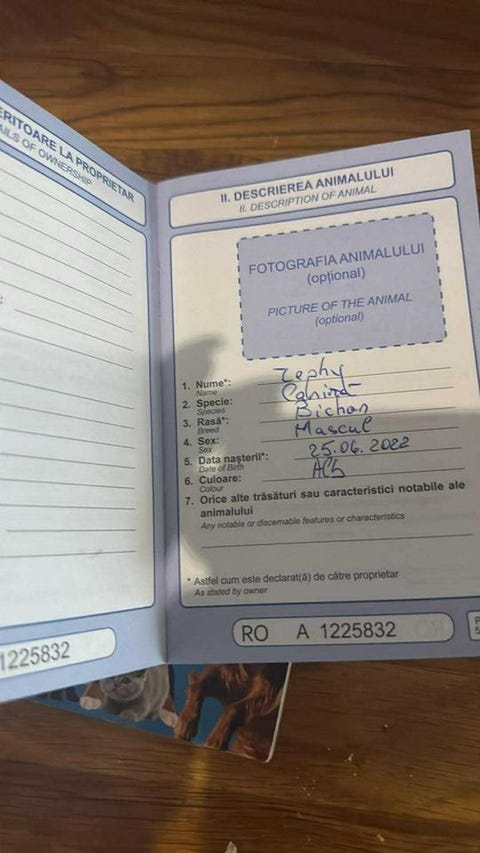 ERITOARE LA PROPRIETAR
AILS OF OWNERSHIP
1225832
II. DESCRIEREA ANIMALULUI
II. DESCRIPTION OF ANIMAL
FOTOGRAFIA ANIMALULUI
(opțional)
PICTURE OF THE ANIMAL
(optional)
1. Nume*: Zephy
Name
2. Specie: Canină
Species
3. Rasă*: Bichon
Breed
4. Sex: Mascul
Sex
5. Data nașterii*: 25.06.2022
Date of Birth
6. Culoare: Alb
Colour
7. Orice alte trăsături sau caracteristici notabile ale
animalului
Any notable or discernable features or characteristics
* Astfel cum este declarat(ă) de către proprietar
As stated by owner
RO A 1225832